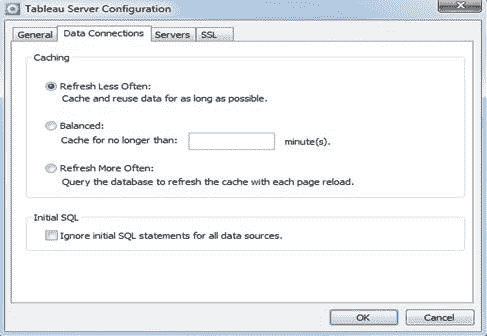 Tableau Server Configuration
General Data Connections Servers SSL
Caching
Refresh Less Often:
Cache and reuse data for as long as possible.
Balanced:
Cache for no longer than: minute(s).
Refresh More Often:
Query the database to refresh the cache with each page reload.
Initial SQL
Ignore initial SQL statements for all data sources.
OK Cancel